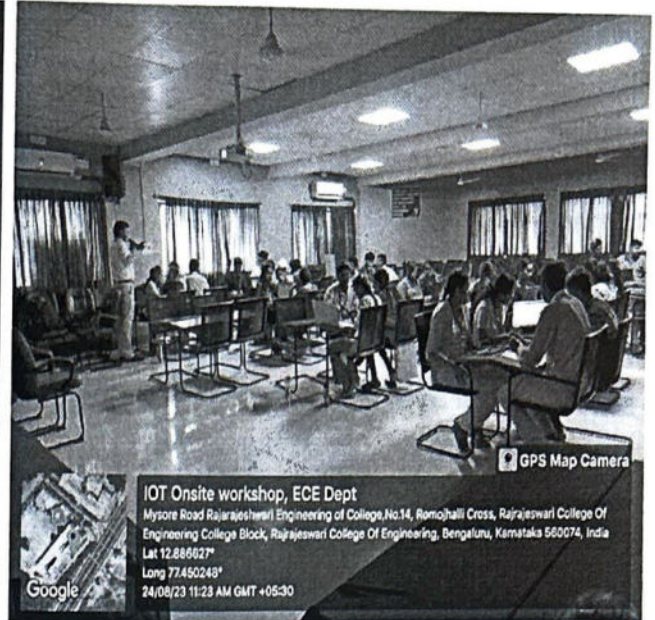 GPS Map Camera
IOT Onsite workshop, ECE Dept
Mysore Road Rajarajeshwari Engineering of College,No.14, Romojhalli Cross, Rajrajeswari College Of
Engineering College Block, Rajrajeswari College Of Engineering, Bengaluru, Karnataka 560074, India
Lat 12.886627°
Long 77.450248°
24/08/23 11:23 AM GMT +05:30
Google